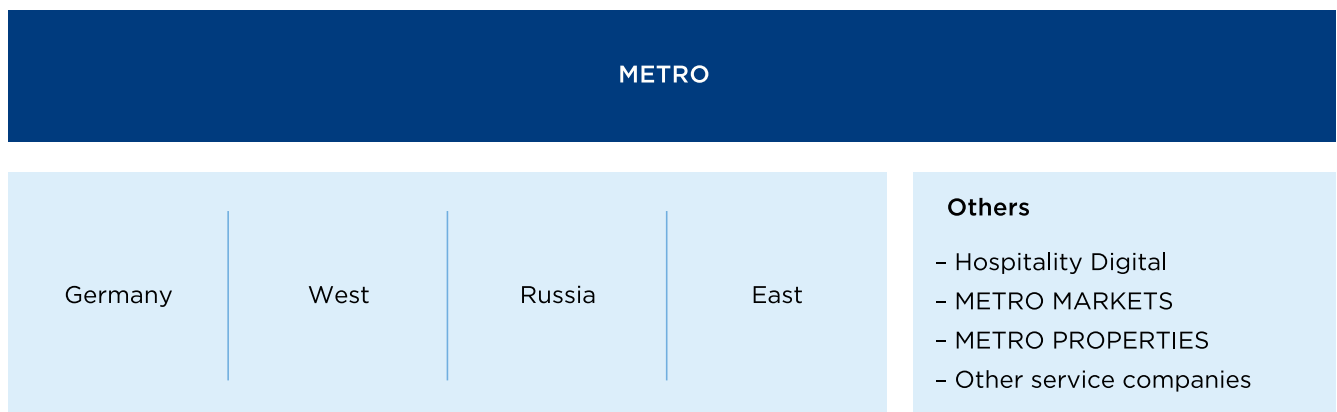 METRO
Germany
West
Russia
East
Others
– Hospitality Digital
– METRO MARKETS
– METRO PROPERTIES
– Other service companies